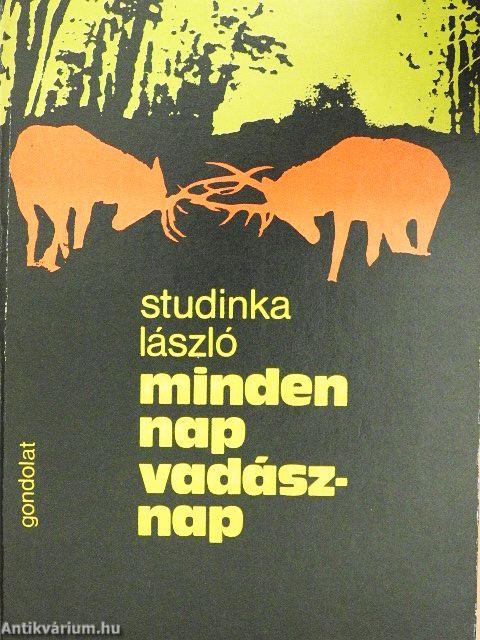 studinka
lászló
minden
nap
vadász-
nap
gondolat
Antikvárium.hu